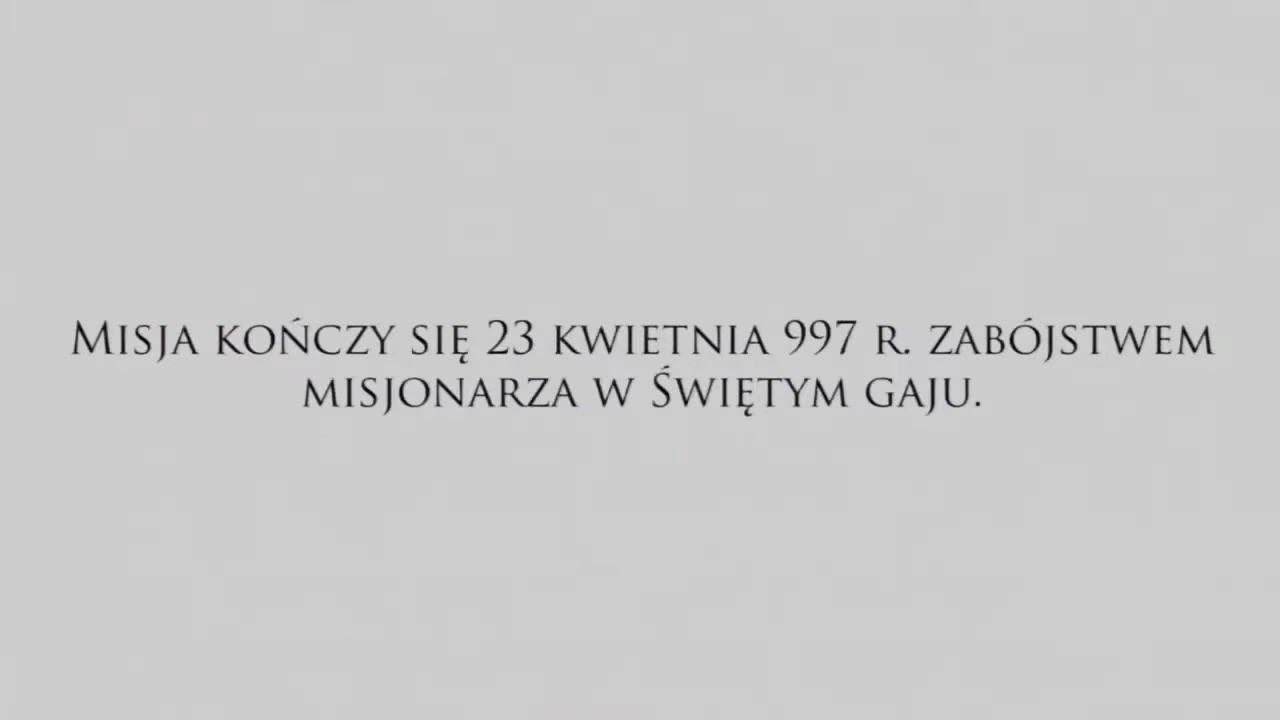 Misja kończy się 23 kwietnia 997 r. zabójstwem
misjonarza w Świętym gaju.